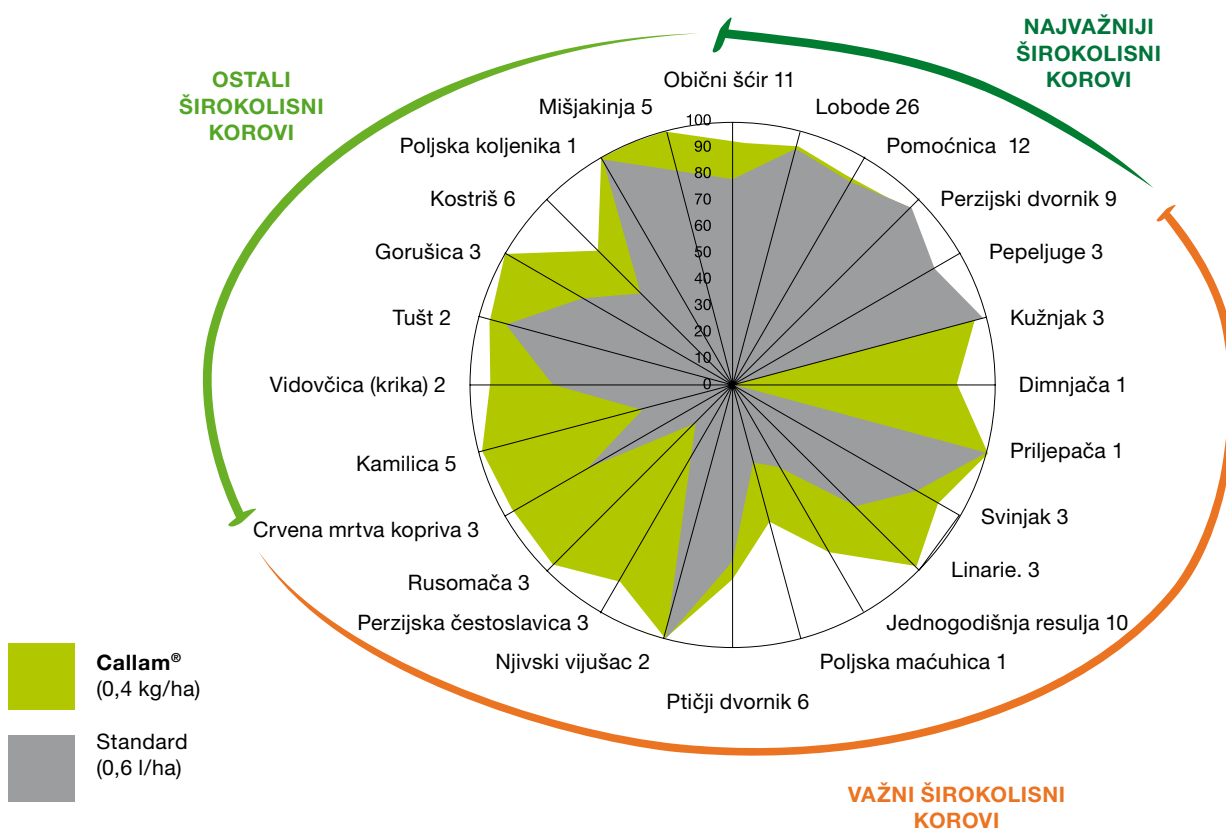 NAJVAŽNIJI
ŠIROKOLISNI
KOROVI
OSTALI
ŠIROKOLISNI
KOROVI
Obični šćir 11
Lobode 26
Pomoćnica 12
Perzijski dvornik 9
Pepeljuge 3
Kužnjak 3
Dimnjača 1
Priljepača 1
Svinjak 3
Linarie. 3
Jednogodišnja resulja 10
Poljska maćuhica 1
Ptičji dvornik 6
Njivski vijušac 2
Perzijska čestoslavica 3
Rusomača 3
Crvena mrtva kopriva 3
Kamilica 5
Vidovčica (krika) 2
Tušt 2
Gorušica 3
Kostriš 6
Poljska koljenika 1
Mišjakinja 5
100
90
80
70
60
50
40
30
20
10
0
Callam®
(0,4 kg/ha)
Standard
(0,6 l/ha)
VAŽNI ŠIROKOLISNI
KOROVI